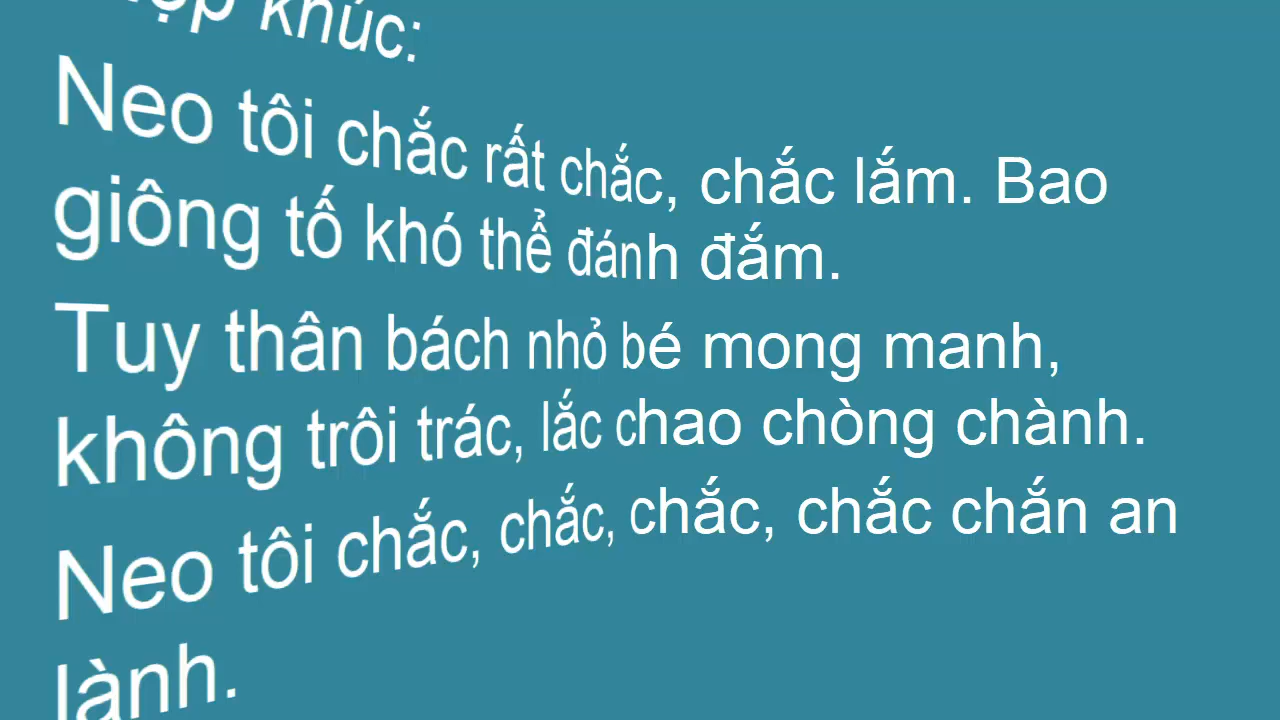 khúc:
Neo tôi chắc rất chắc, chắc lắm. Bao
giông tố khó thể đánh đắm.
Tuy thân bách nhỏ bé mong manh,
không trôi trác, lắc chao chòng chành.
Neo tôi chắc, chắc, chắc, chắc chắn an
lành.